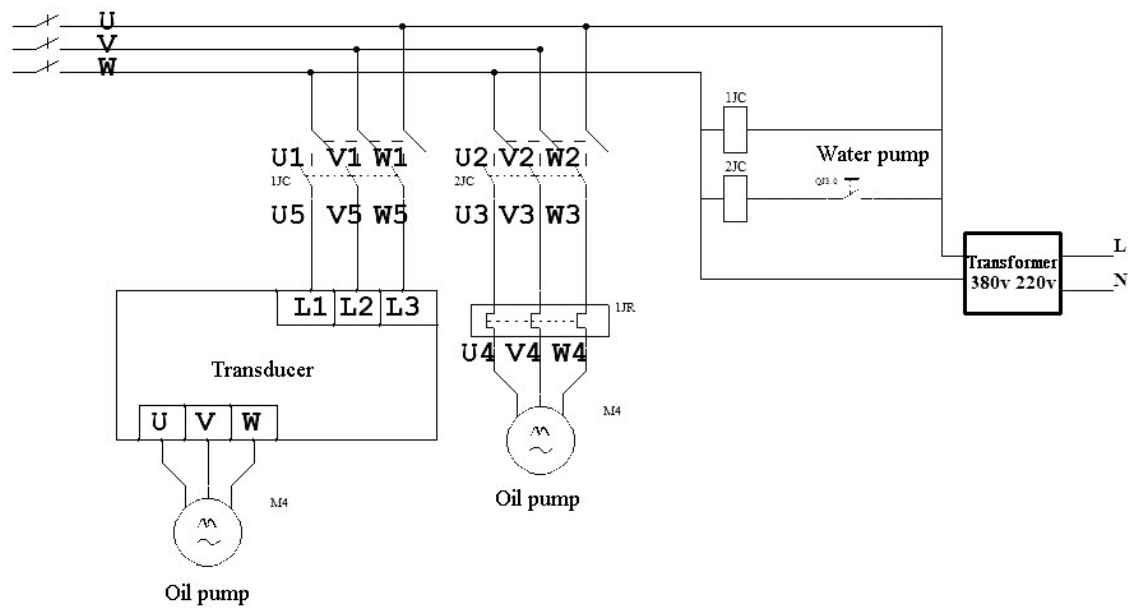 U
V
W
1JC
U1 V1 W1
U2 V2 W2
Water pump
1JC
2JC
2JC
U5 V5 W5
U3 V3 W3
L
Transformer
380v 220v
N
L1 L2 L3
1JR
U4 V4 W4
Transducer
M4
U V W
Oil pump
M4
Oil pump